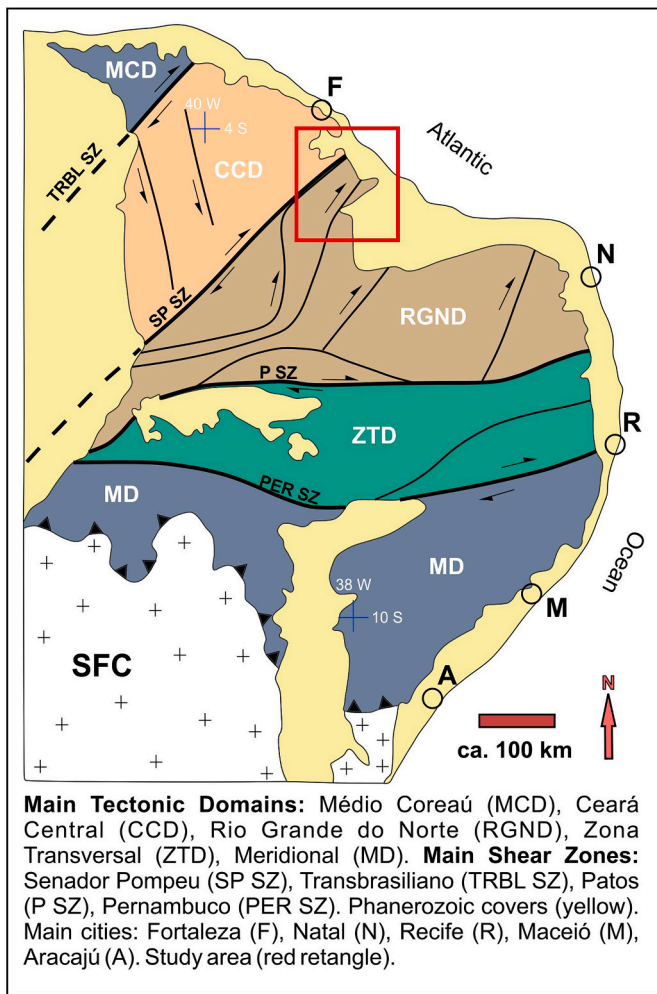 MCD
F
Atlantic
40 W
4 S
TRBL SZ
CCD
N
SP SZ
RGND
P SZ
ZTD
R
PER SZ
MD
Ocean
38 W
MD
10 S
M
SFC
A
N
ca. 100 km
Main Tectonic Domains: Médio Coreaú (MCD), Ceará
Central (CCD), Rio Grande do Norte (RGND), Zona
Transversal (ZTD), Meridional (MD). Main Shear Zones:
Senador Pompeu (SP SZ), Transbrasiliano (TRBL SZ), Patos
(P SZ), Pernambuco (PER SZ). Phanerozoic covers (yellow).
Main cities: Fortaleza (F), Natal (N), Recife (R), Maceió (M),
Aracajú (A). Study area (red retangle).